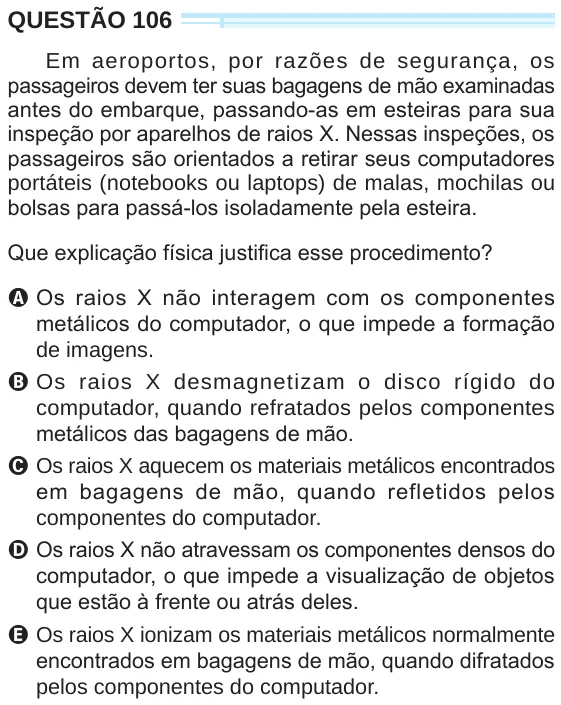 QUESTÃO 106
Em aeroportos, por razões de segurança, os
passageiros devem ter suas bagagens de mão examinadas
antes do embarque, passando-as em esteiras para sua
inspeção por aparelhos de raios X. Nessas inspeções, os
passageiros são orientados a retirar seus computadores
portáteis (notebooks ou laptops) de malas, mochilas ou
bolsas para passá-los isoladamente pela esteira.
Que explicação física justifica esse procedimento?
A Os raios X não interagem com os componentes
metálicos do computador, o que impede a formação
de imagens.
B Os raios X desmagnetizam o disco rígido do
computador, quando refratados pelos componentes
metálicos das bagagens de mão.
C Os raios X aquecem os materiais metálicos encontrados
em bagagens de mão, quando refletidos pelos
componentes do computador.
D Os raios X não atravessam os componentes densos do
computador, o que impede a visualização de objetos
que estão à frente ou atrás deles.
E Os raios X ionizam os materiais metálicos normalmente
encontrados em bagagens de mão, quando difratados
pelos componentes do computador.